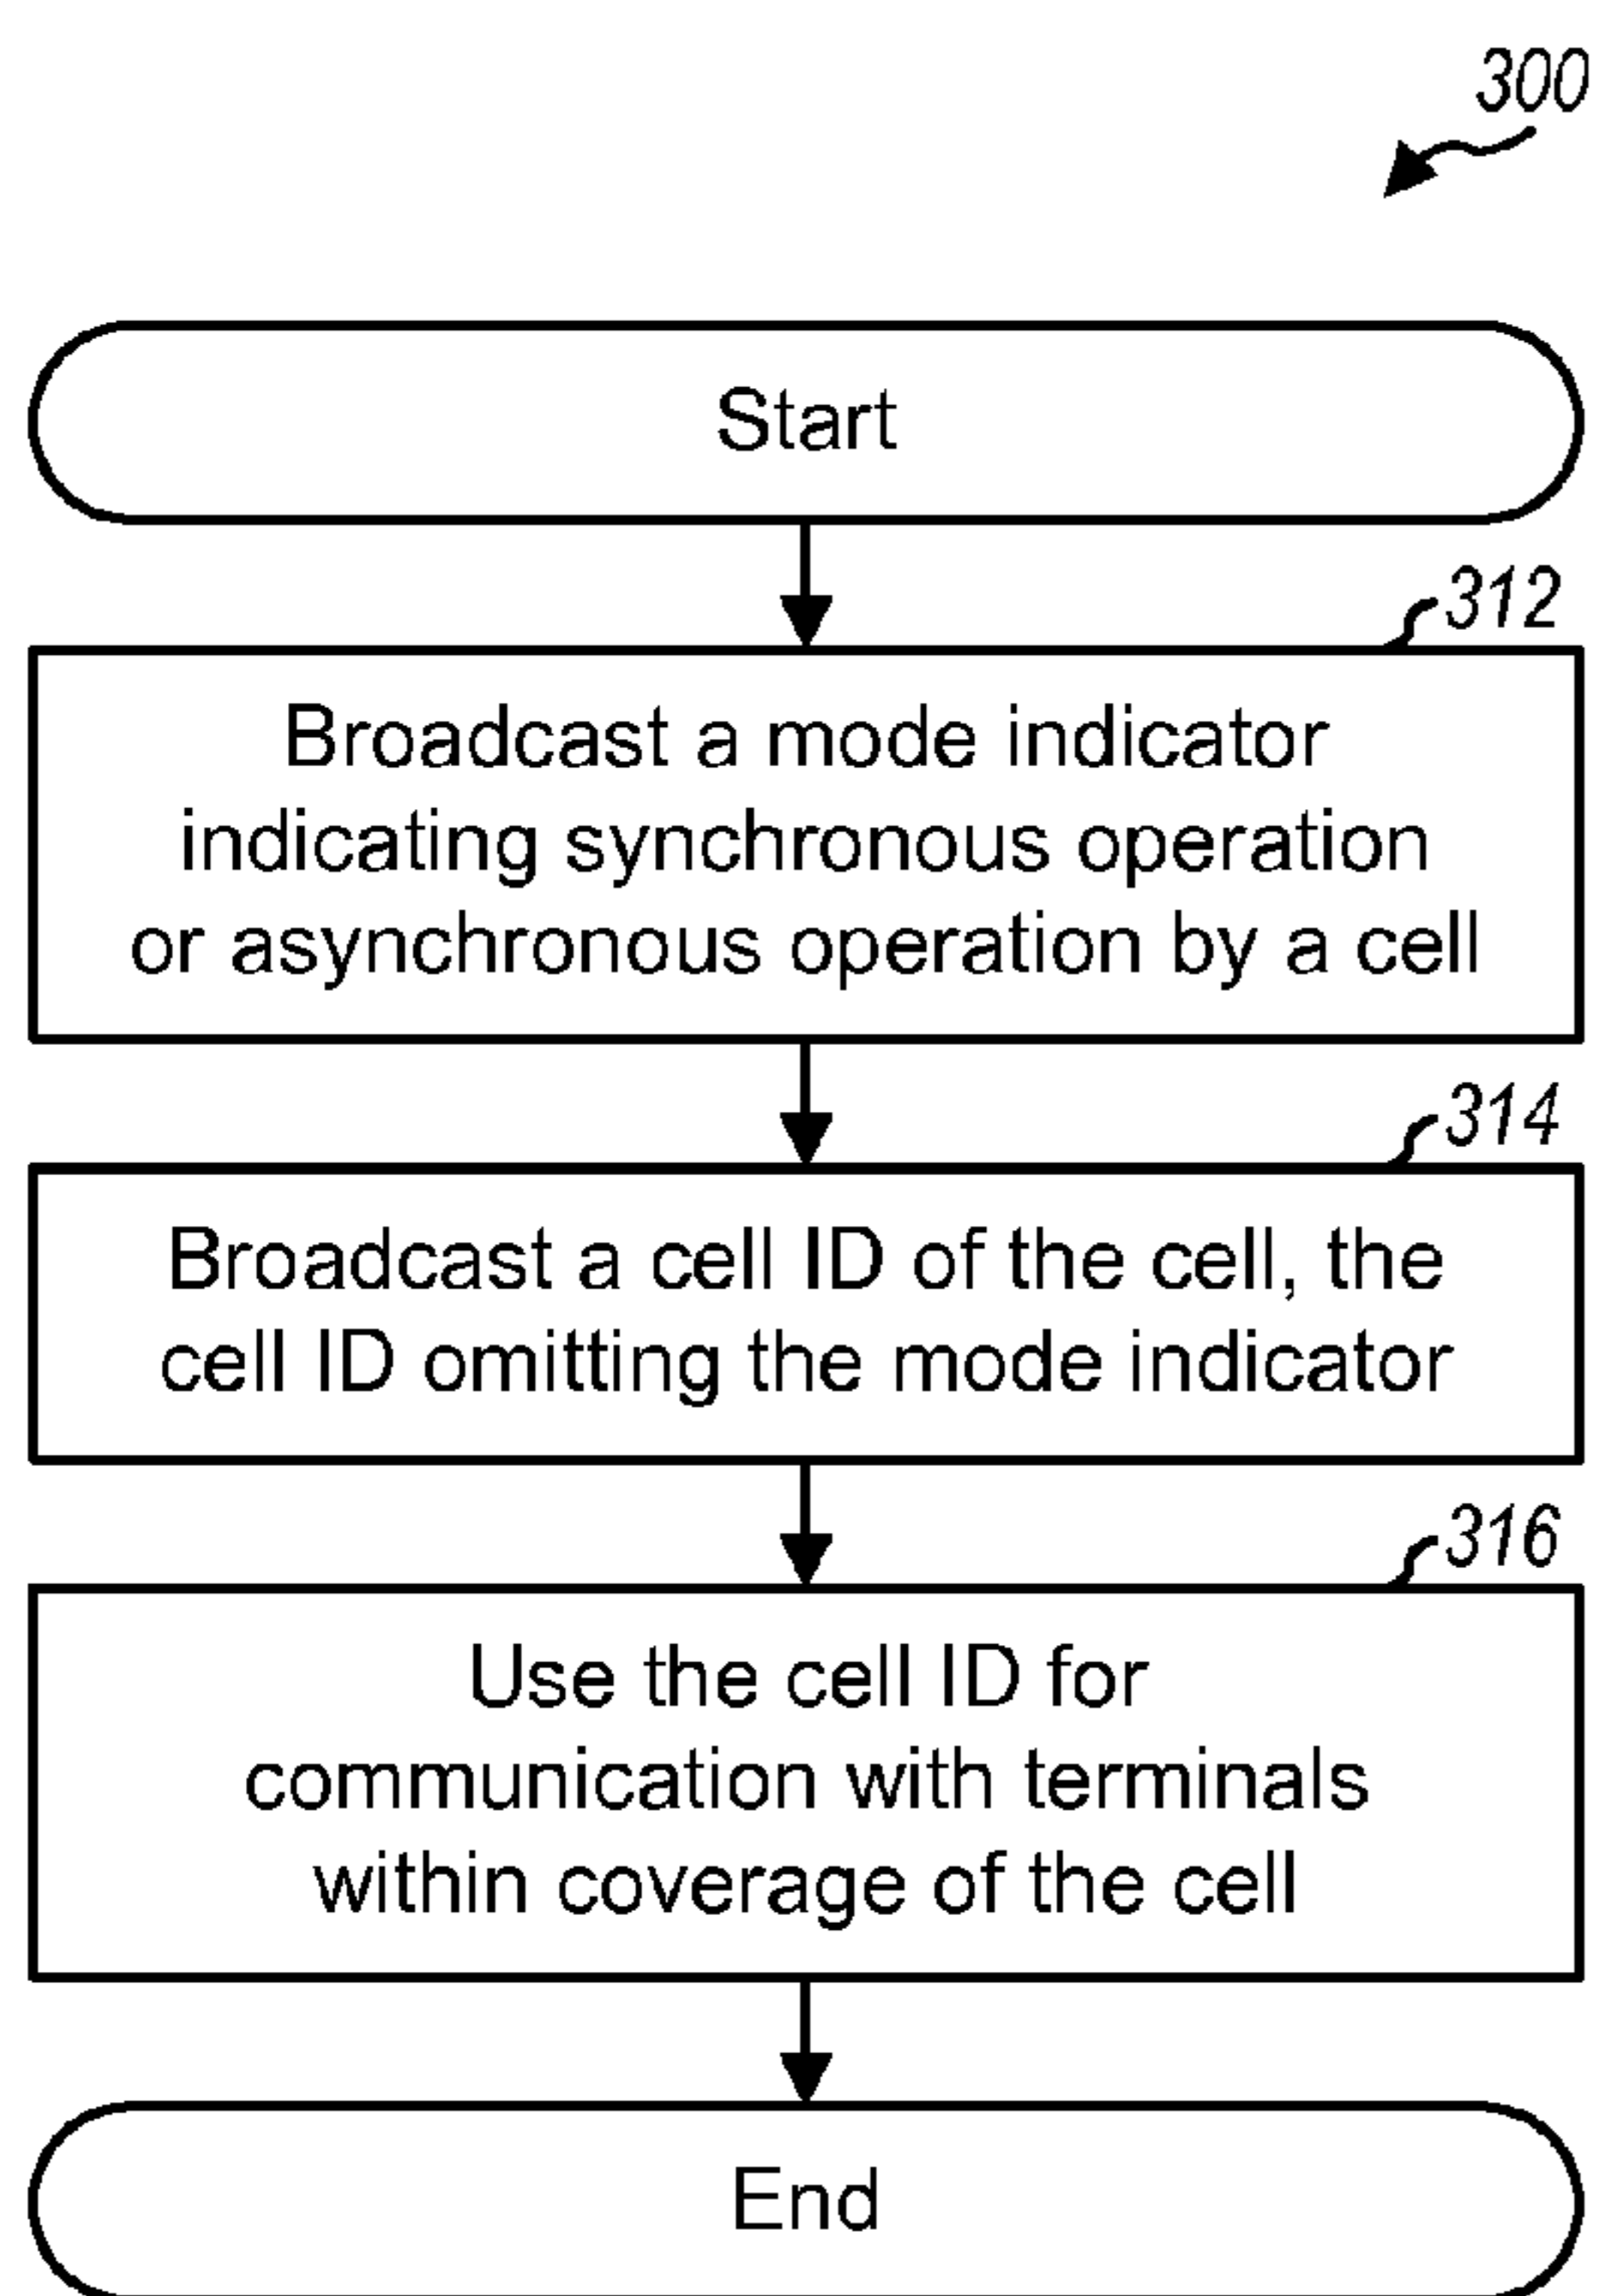 300
Start
312
Broadcast a mode indicator
indicating synchronous operation
or asynchronous operation by a cell
314
Broadcast a cell ID of the cell, the
cell ID omitting the mode indicator
316
Use the cell ID for
communication with terminals
within coverage of the cell
End